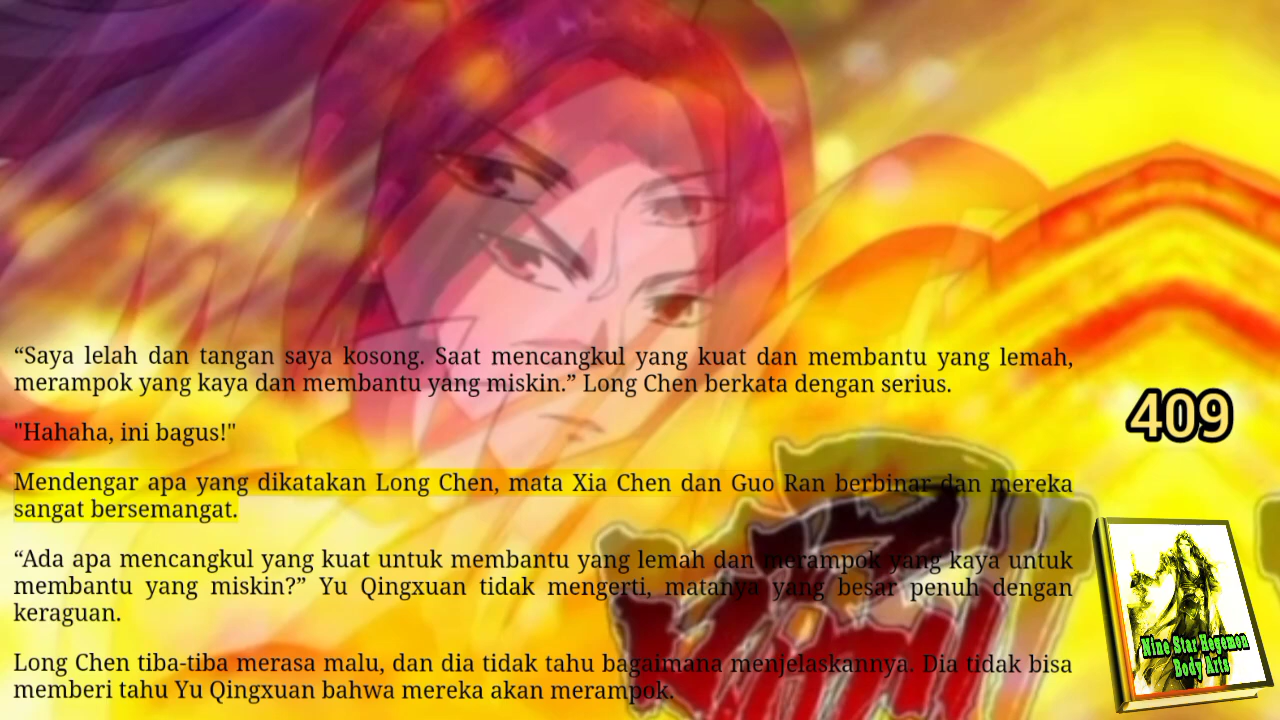 “Saya lelah dan tangan saya kosong. Saat mencangkul yang kuat dan membantu yang lemah,
merampok yang kaya dan membantu yang miskin.” Long Chen berkata dengan serius.
"Hahaha, ini bagus!"
Mendengar apa yang dikatakan Long Chen, mata Xia Chen dan Guo Ran berbinar dan mereka
sangat bersemangat.
“Ada apa mencangkul yang kuat untuk membantu yang lemah dan merampok yang kaya untuk
membantu yang miskin?” Yu Qingxuan tidak mengerti, matanya yang besar penuh dengan
keraguan.
Long Chen tiba-tiba merasa malu, dan dia tidak tahu bagaimana menjelaskannya. Dia tidak bisa
memberi tahu Yu Qingxuan bahwa mereka akan merampok.
409
Nine Star Hegemon
Body Arts